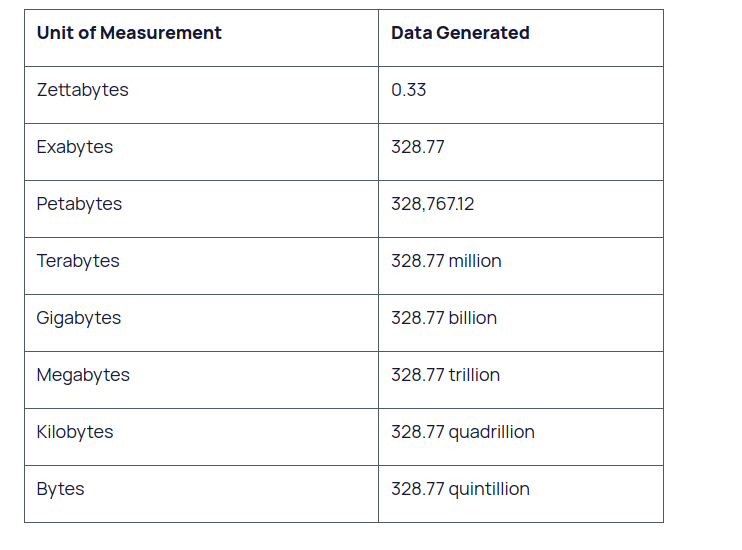 Unit of Measurement Data Generated
Zettabytes 0.33
Exabytes 328.77
Petabytes 328,767.12
Terabytes 328.77 million
Gigabytes 328.77 billion
Megabytes 328.77 trillion
Kilobytes 328.77 quadrillion
Bytes 328.77 quintillion